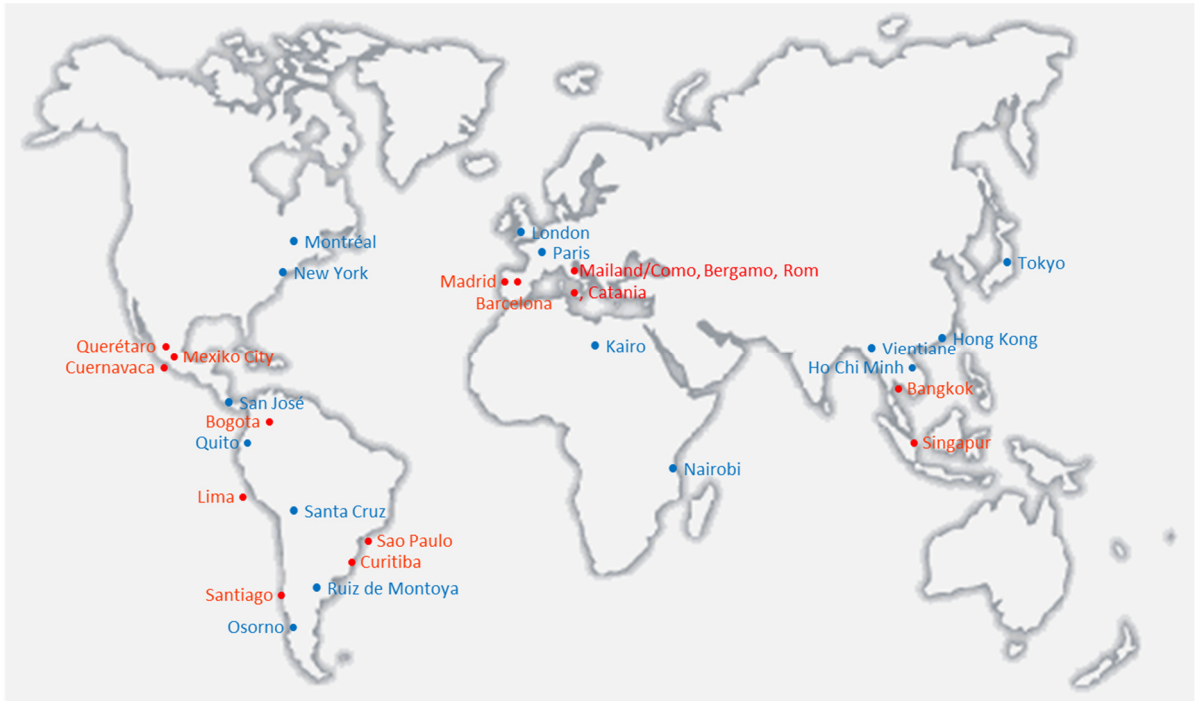 London
Montréal
Paris
Tokyo
Mailand/Como, Bergamo, Rom
New York
Madrid
, Catania
Barcelona
Hong Kong
Querétaro
Kairo
Vientiane
Mexiko City
Cuernavaca
Ho Chi Minh
Bangkok
San José
Bogota
Quito
Singapur
Nairobi
Lima
Santa Cruz
Sao Paulo
Curitiba
Ruiz de Montoya
Santiago
Osorno